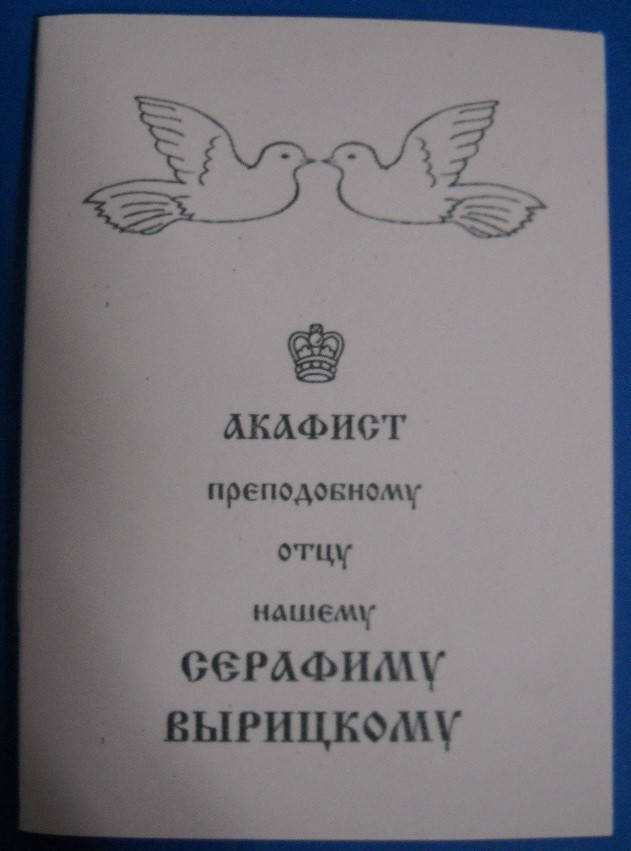 АКАФИСТ
преподобному
отцу
нашему
СЕРАФИМУ
ВЫРИЦКОМУ